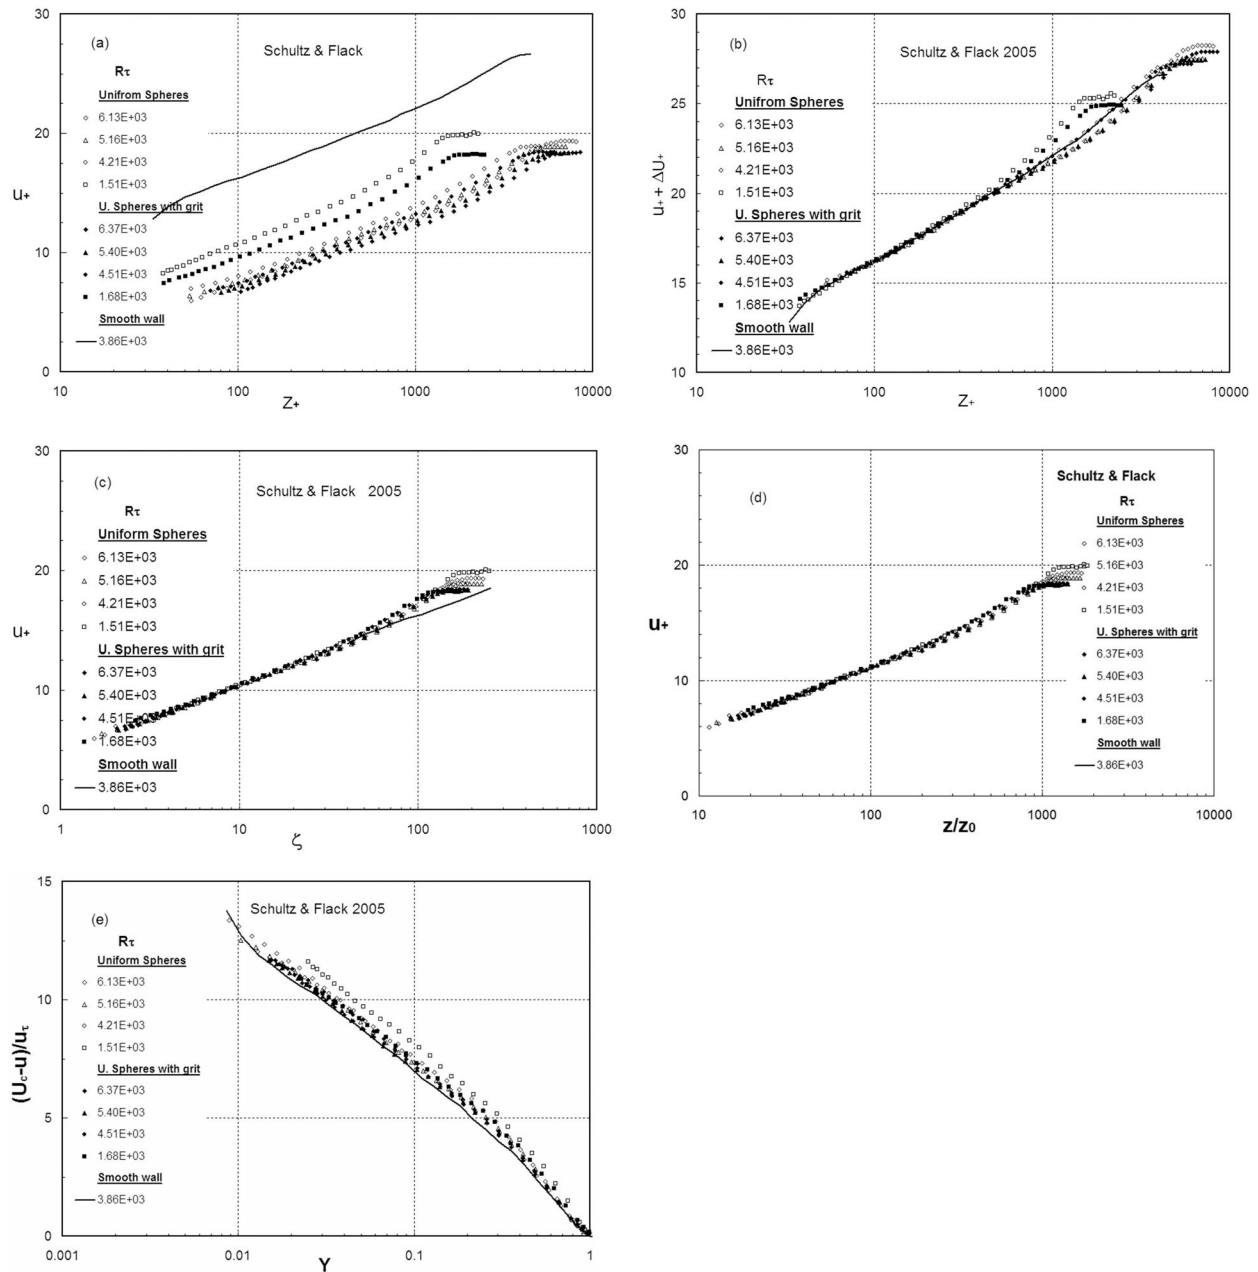 30
20
10
0
u₊
(a)
Schultz & Flack
Rτ
Uniform Spheres
6.13E+03
5.16E+03
4.21E+03
1.51E+03
U. Spheres with grit
6.37E+03
5.40E+03
4.51E+03
1.68E+03
Smooth wall
3.86E+03
10 100 1000 10000
Z₊
30
25
20
15
10
u₊ + ΔU₊
(b)
Schultz & Flack 2005
Rτ
Unifrom Spheres
6.13E+03
5.16E+03
4.21E+03
1.51E+03
U. Spheres with grit
6.37E+03
5.40E+03
4.51E+03
1.68E+03
Smooth wall
3.86E+03
10 100 1000 10000
Z₊
30
20
10
0
u₊
(c)
Schultz & Flack 2005
Rτ
Uniform Spheres
6.13E+03
5.16E+03
4.21E+03
1.51E+03
U. Spheres with grit
6.37E+03
5.40E+03
4.51E+03
1.68E+03
Smooth wall
3.86E+03
1 10 100 1000
ζ
30
20
10
0
u₊
(d)
Schultz & Flack
Rτ
Uniform Spheres
6.13E+03
5.16E+03
4.21E+03
1.51E+03
U. Spheres with grit
6.37E+03
5.40E+03
4.51E+03
1.68E+03
Smooth wall
3.86E+03
10 100 1000 10000
z/z₀
15
10
5
0
(U_c-u)/u_τ
(e)
Schultz & Flack 2005
Rτ
Uniform Spheres
6.13E+03
5.16E+03
4.21E+03
1.51E+03
U. Spheres with grit
6.37E+03
5.40E+03
4.51E+03
1.68E+03
Smooth wall
3.86E+03
0.001 0.01 0.1 1
Y